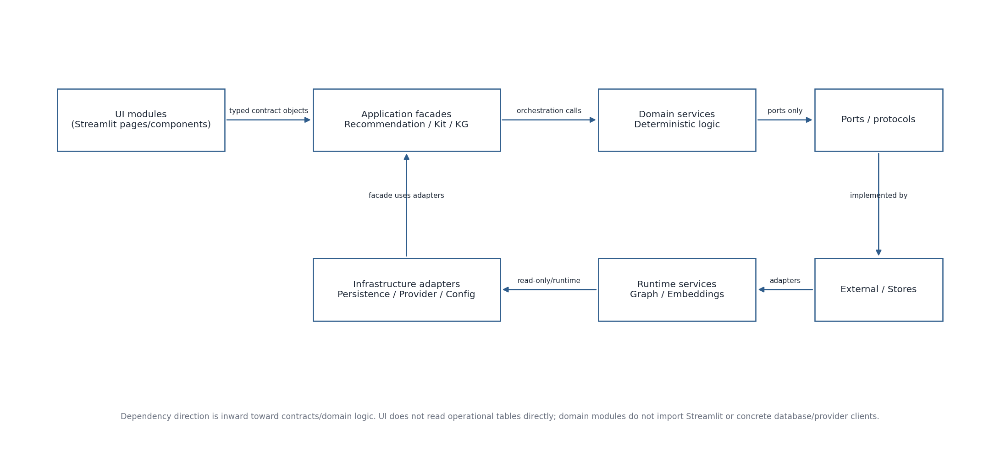 UI modules
(Streamlit pages/components)
typed contract objects
Application facades
Recommendation / Kit / KG
orchestration calls
Domain services
Deterministic logic
ports only
Ports / protocols
facade uses adapters
implemented by
Infrastructure adapters
Persistence / Provider / Config
read-only/runtime
Runtime services
Graph / Embeddings
adapters
External / Stores
Dependency direction is inward toward contracts/domain logic. UI does not read operational tables directly; domain modules do not import Streamlit or concrete database/provider clients.